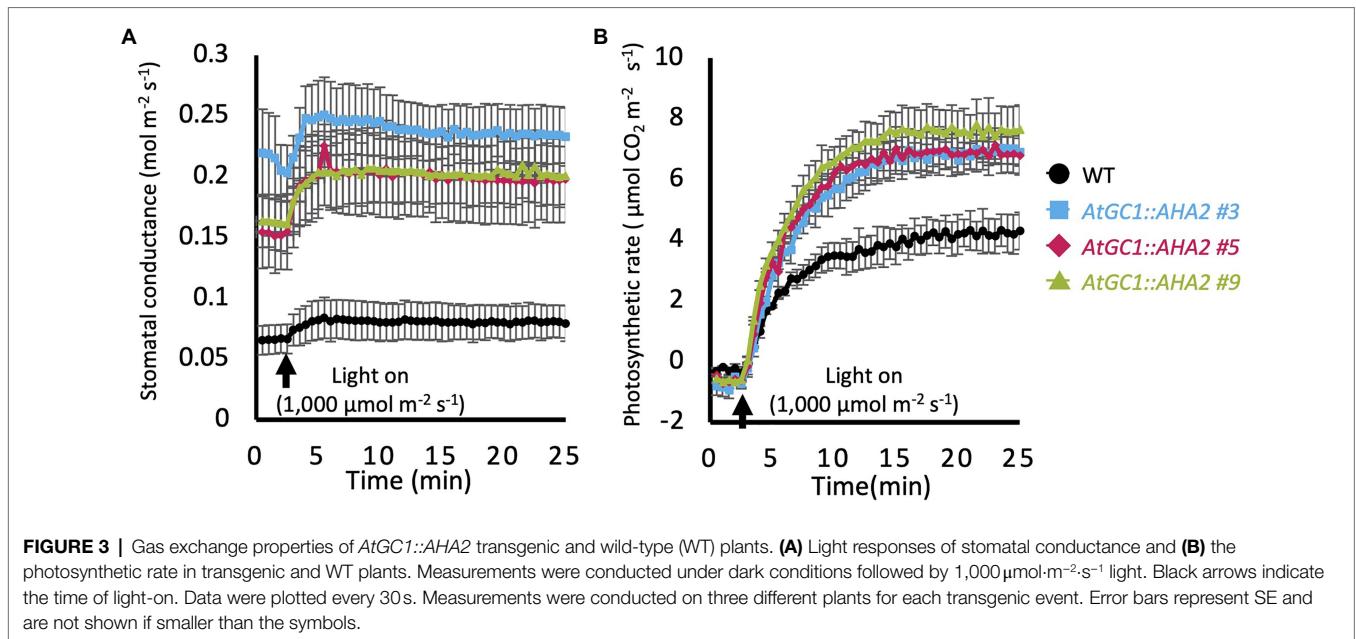 A
0.3
0.25
0.2
0.15
0.1
0.05
0
Stomatal conductance (mol m⁻² s⁻¹)
Light on
(1,000 µmol m⁻² s⁻¹)
0 5 10 15 20 25
Time (min)
B
10
8
6
4
2
0
-2
Photosynthetic rate ( µmol CO₂ m⁻² s⁻¹)
Light on
(1,000 µmol m⁻² s⁻¹)
0 5 10 15 20 25
Time(min)
WT
AtGC1::AHA2 #3
AtGC1::AHA2 #5
AtGC1::AHA2 #9
FIGURE 3 | Gas exchange properties of AtGC1::AHA2 transgenic and wild-type (WT) plants. (A) Light responses of stomatal conductance and (B) the
photosynthetic rate in transgenic and WT plants. Measurements were conducted under dark conditions followed by 1,000 µmol·m⁻²·s⁻¹ light. Black arrows indicate
the time of light-on. Data were plotted every 30 s. Measurements were conducted on three different plants for each transgenic event. Error bars represent SE and
are not shown if smaller than the symbols.